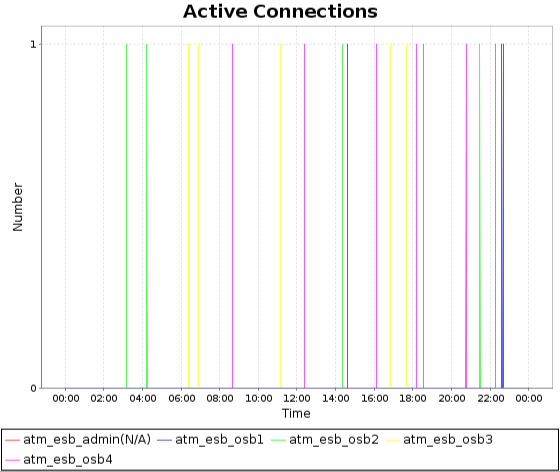 Active Connections
1
Number
0
00:00 02:00 04:00 06:00 08:00 10:00 12:00 14:00 16:00 18:00 20:00 22:00 00:00
Time
atm_esb_admin(N/A) atm_esb_osb1 atm_esb_osb2 atm_esb_osb3
atm_esb_osb4